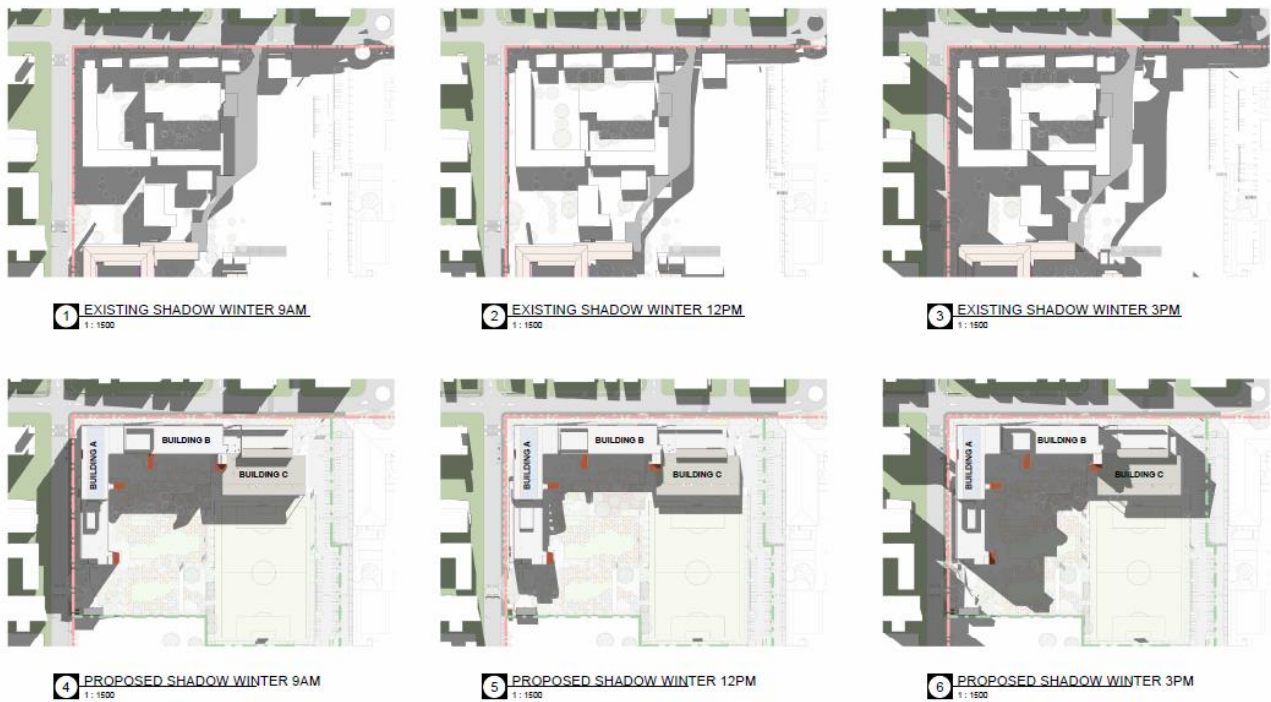 1 EXISTING SHADOW WINTER 9AM
1 : 1500
2 EXISTING SHADOW WINTER 12PM
1 : 1500
3 EXISTING SHADOW WINTER 3PM
1 : 1500
BUILDING A
BUILDING B
BUILDING C
BUILDING A
BUILDING B
BUILDING C
BUILDING A
BUILDING B
BUILDING C
4 PROPOSED SHADOW WINTER 9AM
1 : 1500
5 PROPOSED SHADOW WINTER 12PM
1 : 1500
6 PROPOSED SHADOW WINTER 3PM
1 : 1500